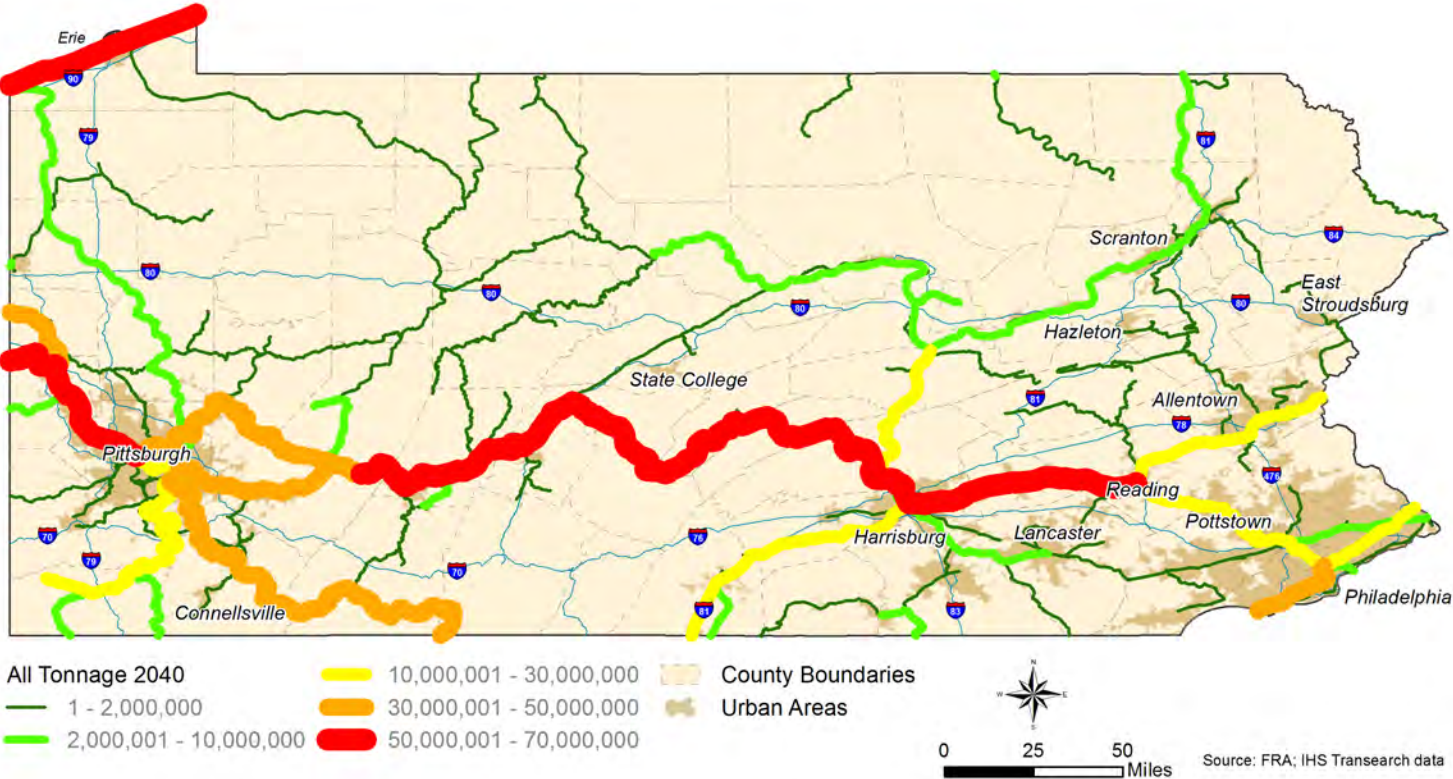 Erie
90
79
81
Scranton
84
80
80
80
80
East
Stroudsburg
Hazleton
State College
81
Allentown
78
Pittsburgh
476
Reading
Pottstown
70
76
Harrisburg
Lancaster
79
70
Connellsville
81
83
Philadelphia
All Tonnage 2040
1 - 2,000,000
2,000,001 - 10,000,000
10,000,001 - 30,000,000
30,000,001 - 50,000,000
50,000,001 - 70,000,000
County Boundaries
Urban Areas
N
W E
S
0 25 50
Miles
Source: FRA; IHS Transearch data